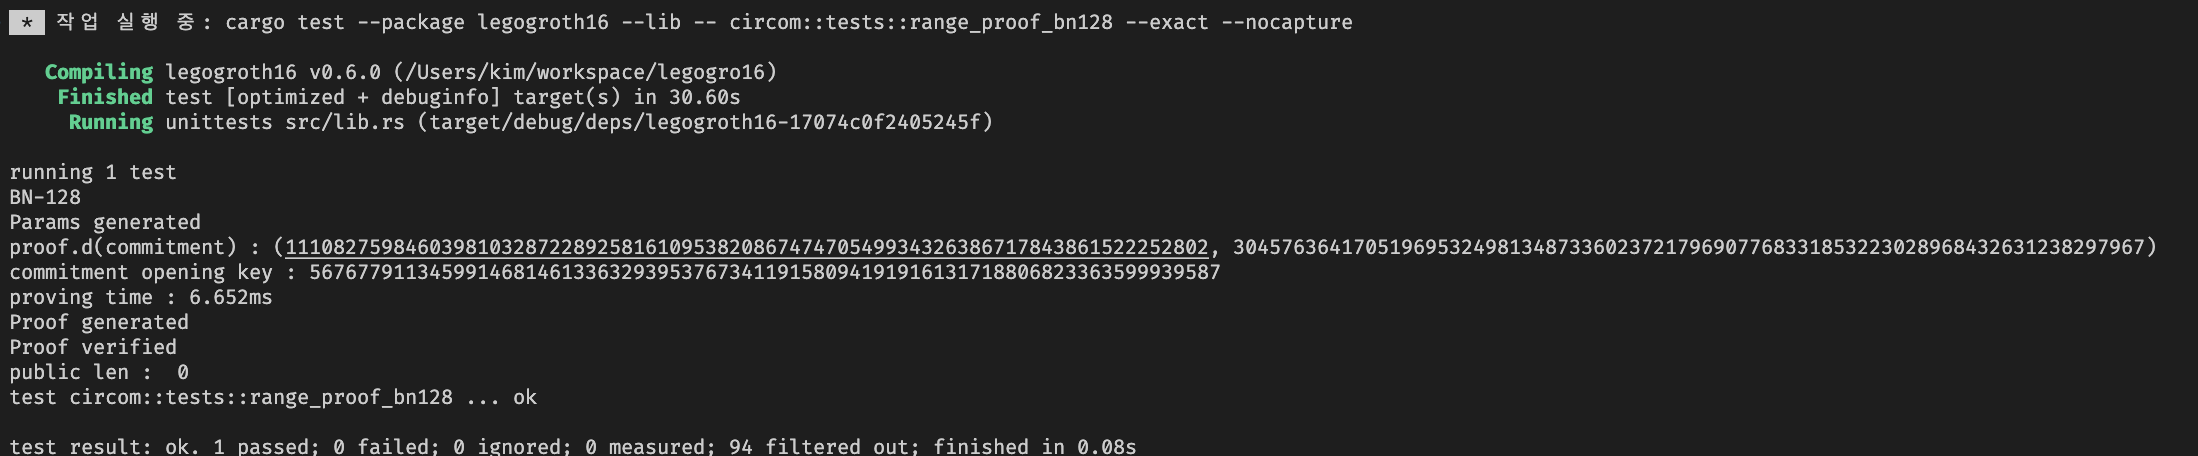 * 작업 실행 중: cargo test --package legogroth16 --lib -- circom::tests::range_proof_bn128 --exact --nocapture
Compiling legogroth16 v0.6.0 (/Users/kim/workspace/legogro16)
Finished test [optimized + debuginfo] target(s) in 30.60s
Running unittests src/lib.rs (target/debug/deps/legogroth16-17074c0f2405245f)
running 1 test
BN-128
Params generated
proof.d(commitment) : (11108275984603981032872289258161095382086747470549934326386717843861522252802, 3045763641705196953249813487336023721796907768331853223028968432631238297967)
commitment opening key : 5676779113459914681461336329395376734119158094191916131718806823363599939587
proving time : 6.652ms
Proof generated
Proof verified
public len :  0
test circom::tests::range_proof_bn128 ... ok
test result: ok. 1 passed; 0 failed; 0 ignored; 0 measured; 94 filtered out; finished in 0.08s